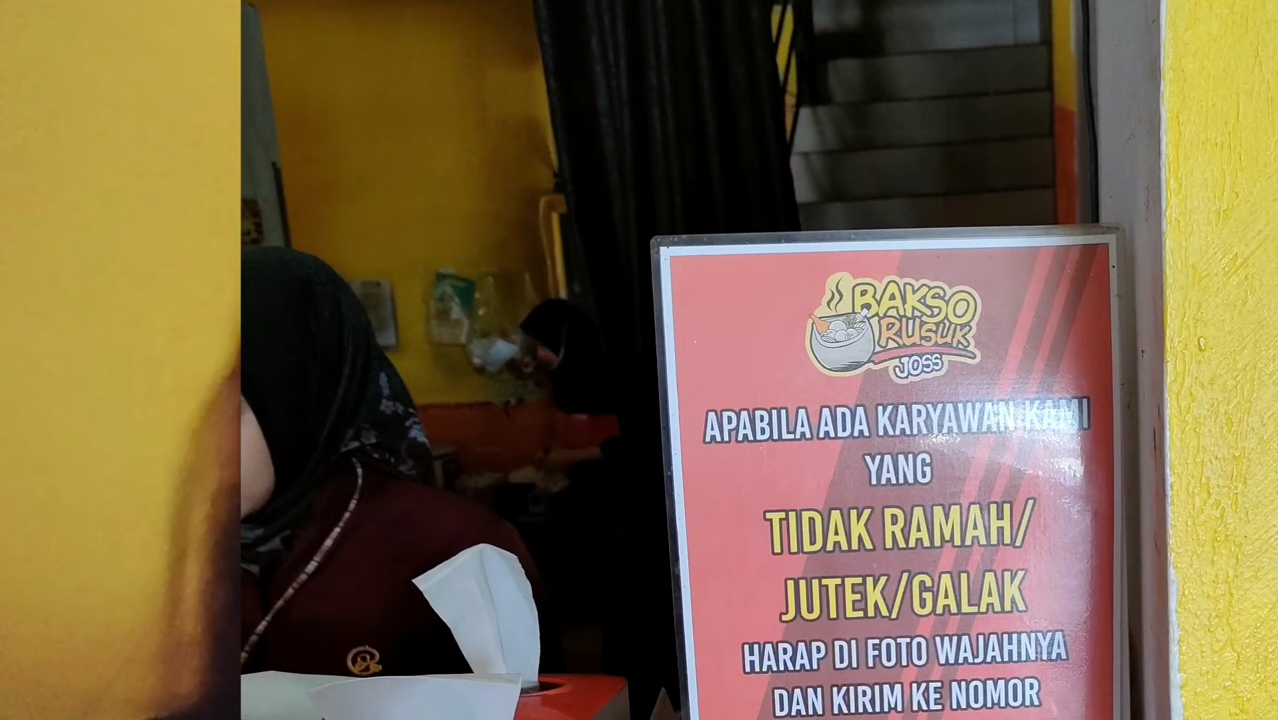 BAKSO
RUSUK
JOSS
APABILA ADA KARYAWAN KAMI
YANG
TIDAK RAMAH/
JUTEK/GALAK
HARAP DI FOTO WAJAHNYA
DAN KIRIM KE NOMOR